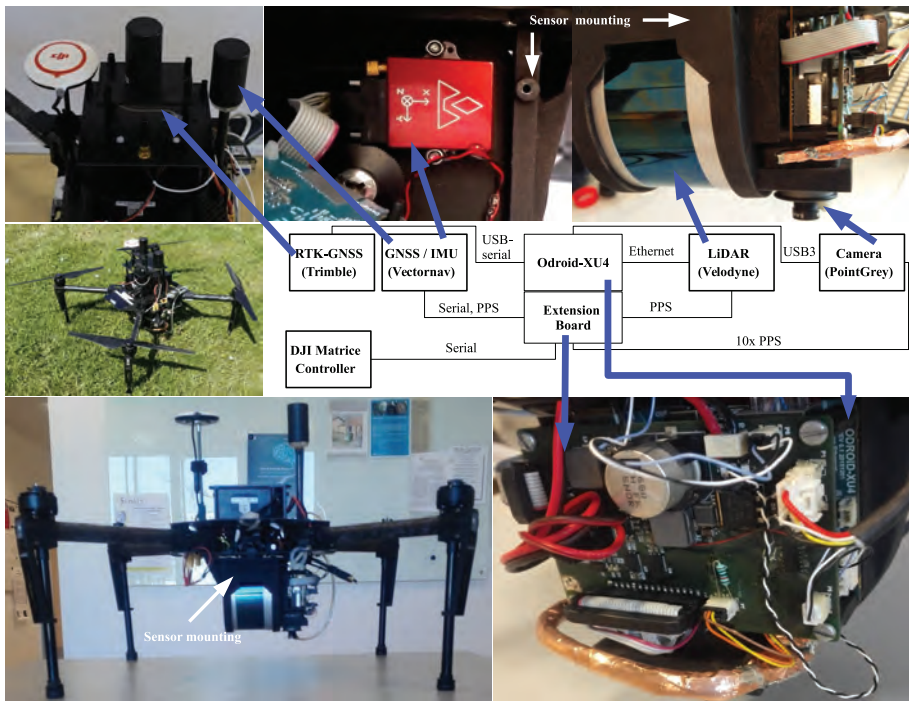 Sensor mounting
dji
X
Z
RTK-GNSS
(Trimble)
GNSS / IMU
(Vectornav)
USB-
serial
Odroid-XU4
Ethernet
LiDAR
(Velodyne)
USB3
Camera
(PointGrey)
Serial, PPS
Extension
Board
PPS
10x PPS
DJI Matrice
Controller
Serial
Sensor mounting
ODROID-XU4